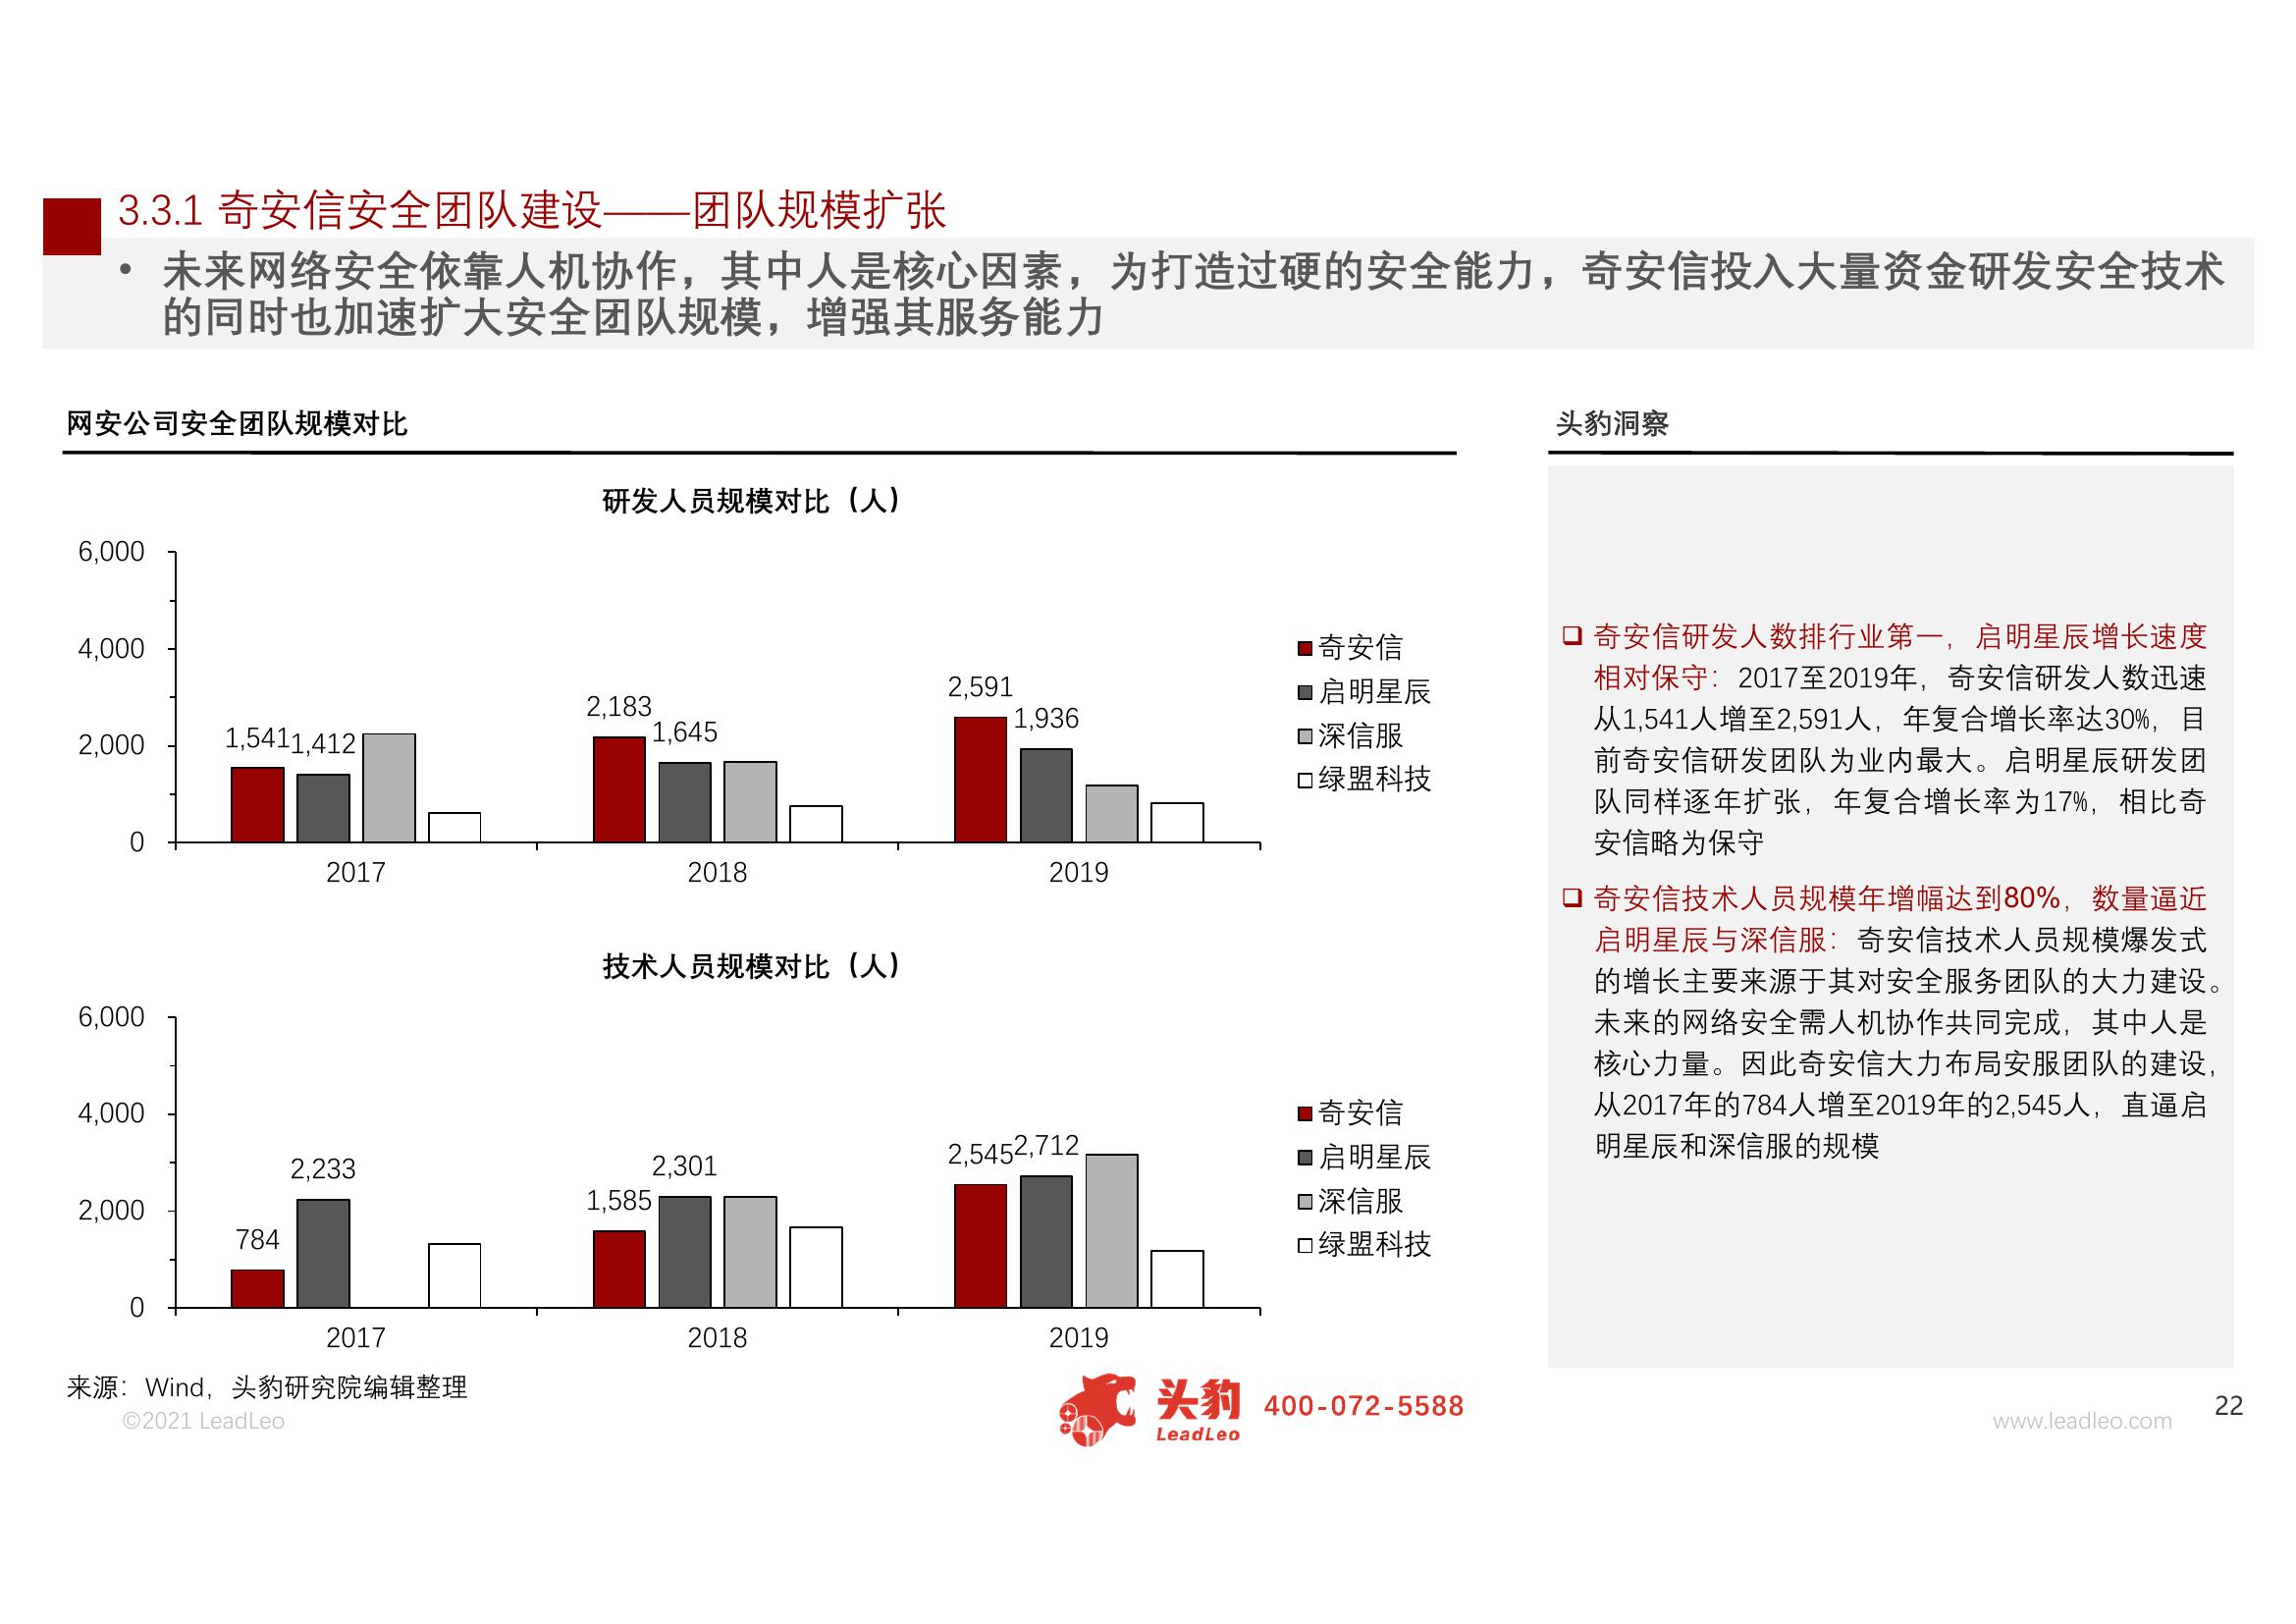 3.3.1 奇安信安全团队建设——团队规模扩张
• 未来网络安全依靠人机协作，其中人是核心因素，为打造过硬的安全能力，奇安信投入大量资金研发安全技术
的同时也加速扩大安全团队规模，增强其服务能力
网安公司安全团队规模对比
研发人员规模对比（人）
6,000
4,000
2,000
0
1,541
1,412
2,183
1,645
2,591
1,936
2017
2018
2019
奇安信
启明星辰
深信服
绿盟科技
技术人员规模对比（人）
6,000
4,000
2,000
0
784
2,233
1,585
2,301
2,545
2,712
2017
2018
2019
奇安信
启明星辰
深信服
绿盟科技
来源：Wind，头豹研究院编辑整理
头豹洞察
❑ 奇安信研发人数排行业第一，启明星辰增长速度
相对保守：2017至2019年，奇安信研发人数迅速
从1,541人增至2,591人，年复合增长率达30%，目
前奇安信研发团队为业内最大。启明星辰研发团
队同样逐年扩张，年复合增长率为17%，相比奇
安信略为保守
❑ 奇安信技术人员规模年增幅达到80%，数量逼近
启明星辰与深信服：奇安信技术人员规模爆发式
的增长主要来源于其对安全服务团队的大力建设。
未来的网络安全需人机协作共同完成，其中人是
核心力量。因此奇安信大力布局安服团队的建设，
从2017年的784人增至2019年的2,545人，直逼启
明星辰和深信服的规模
©2021 LeadLeo
头豹
LeadLeo
400-072-5588
www.leadleo.com
22